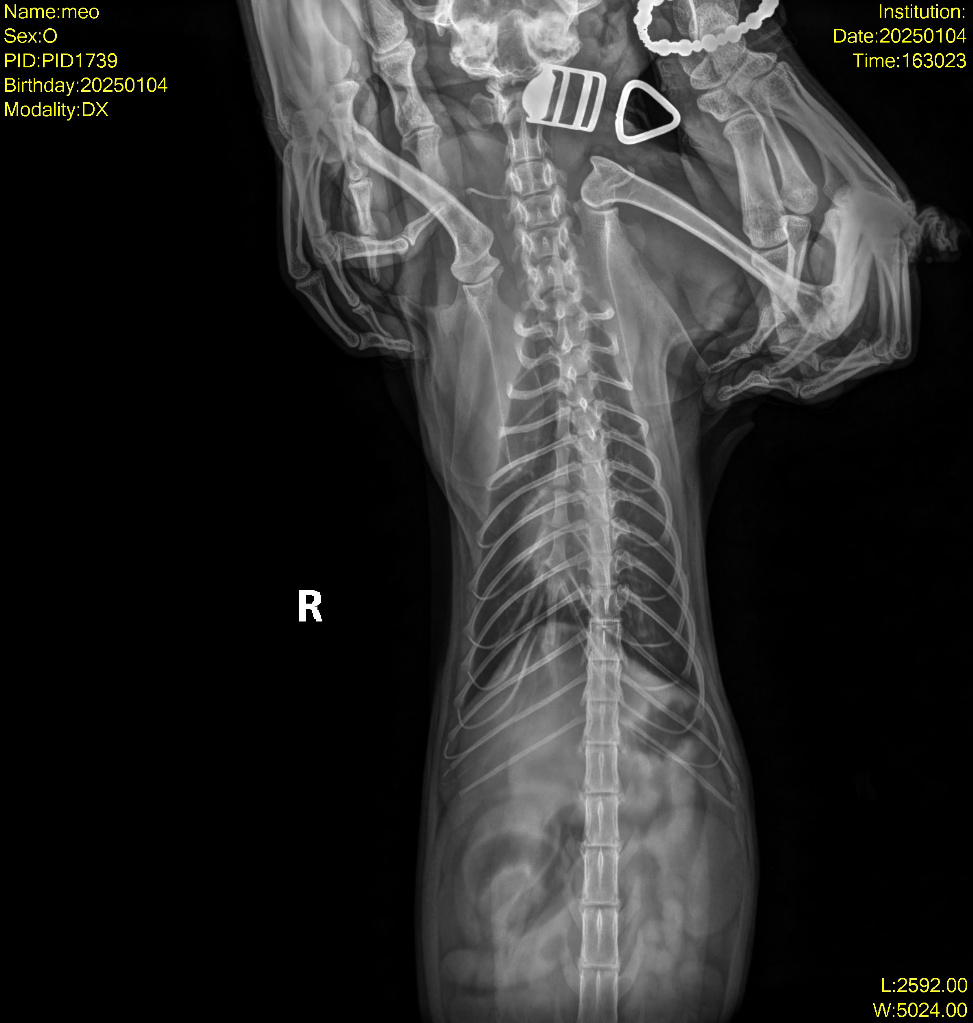 Name:meo
Sex:O
PID:PID1739
Birthday:20250104
Modality:DX
Institution:
Date:20250104
Time:163023
R
L:2592.00
W:5024.00